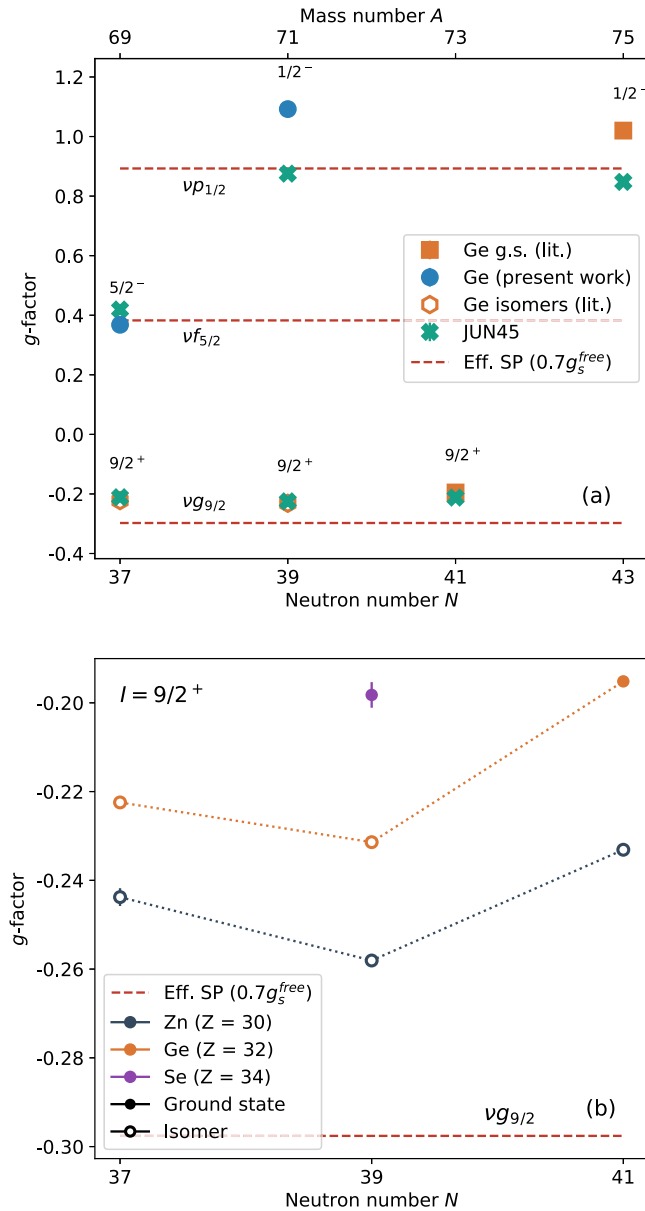 Mass number A
69 71 73 75
1.2
1/2⁻
1/2⁻
1.0
0.8
νp₁/₂
0.6
Ge g.s. (lit.)
Ge (present work)
Ge isomers (lit.)
JUN45
Eff. SP (0.7gₛᶠʳᵉᵉ)
5/2⁻
0.4
νf₅/₂
0.2
g-factor
0.0
9/2⁺ 9/2⁺ 9/2⁺
-0.2
νg₉/₂
(a)
-0.4
37 39 41 43
Neutron number N
I = 9/2⁺
-0.20
-0.22
-0.24
g-factor
-0.26
-0.28
-0.30
Eff. SP (0.7gₛᶠʳᵉᵉ)
Zn (Z = 30)
Ge (Z = 32)
Se (Z = 34)
Ground state
Isomer
νg₉/₂
(b)
37 39 41
Neutron number N